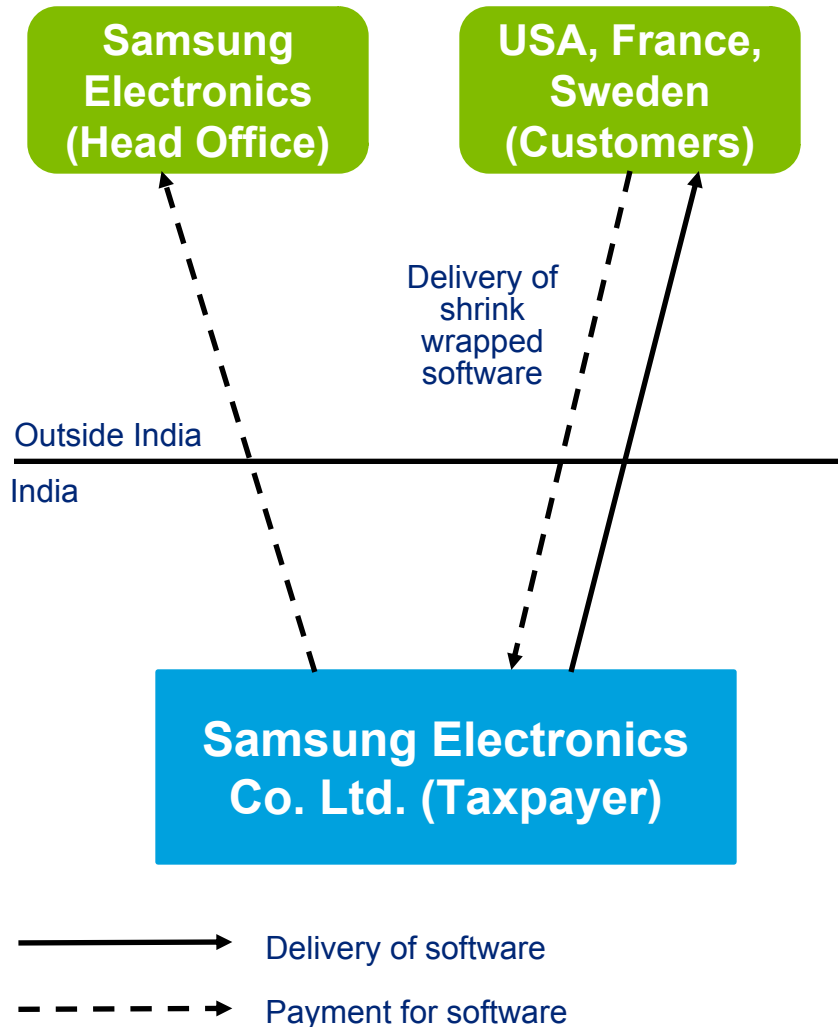 Samsung
Electronics
(Head Office)
USA, France,
Sweden
(Customers)
Delivery of
shrink
wrapped
software
Outside India
India
Samsung Electronics
Co. Ltd. (Taxpayer)
Delivery of software
Payment for software